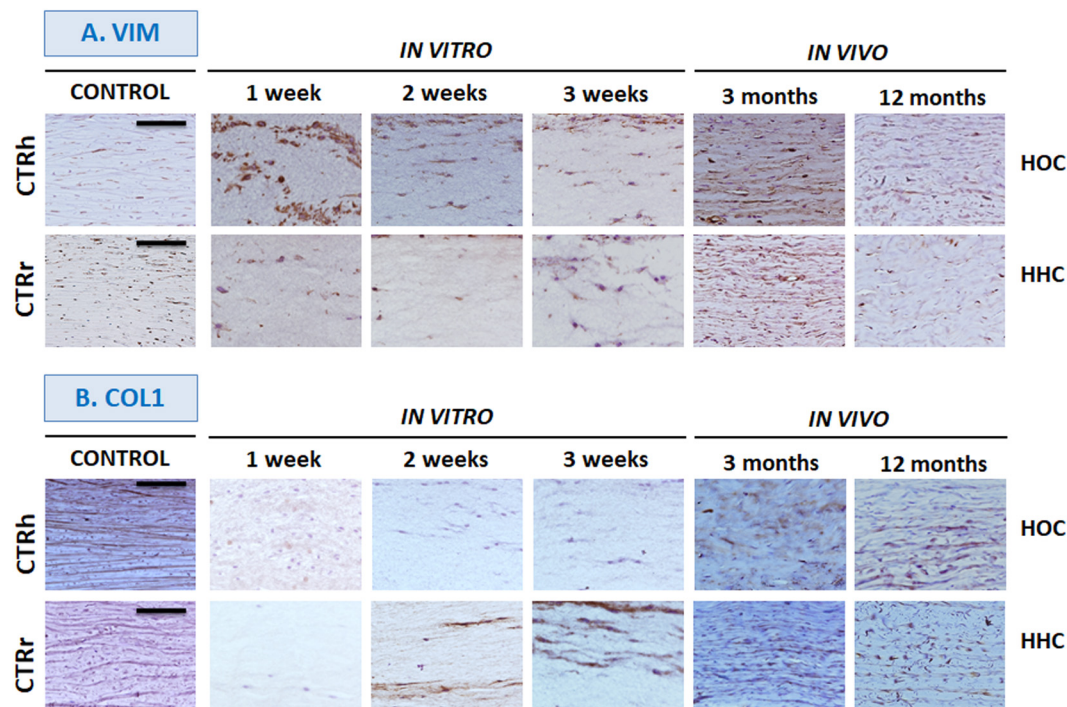 A. VIM
IN VITRO
IN VIVO
CONTROL
1 week
2 weeks
3 weeks
3 months
12 months
CTRh
HOC
CTRr
HHC
B. COL1
IN VITRO
IN VIVO
CONTROL
1 week
2 weeks
3 weeks
3 months
12 months
CTRh
HOC
CTRr
HHC